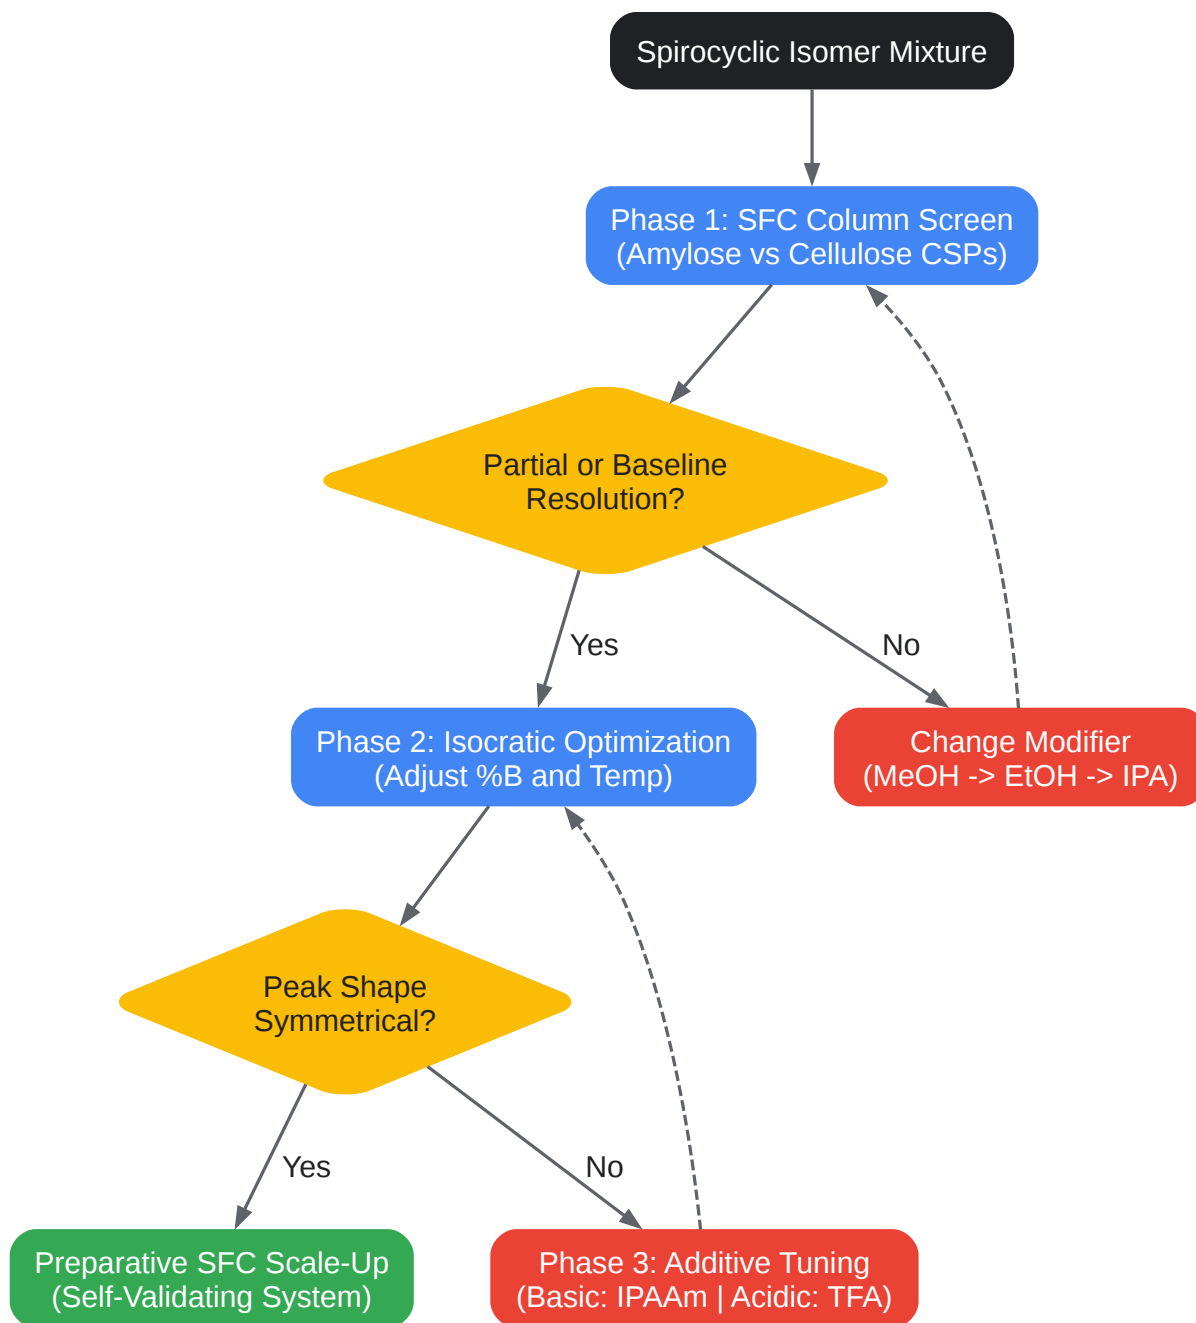 Spirocyclic Isomer Mixture
Phase 1: SFC Column Screen
(Amylose vs Cellulose CSPs)
Partial or Baseline
Resolution?
Yes
No
Phase 2: Isocratic Optimization
(Adjust %B and Temp)
Change Modifier
(MeOH -> EtOH -> IPA)
Peak Shape
Symmetrical?
Yes
No
Preparative SFC Scale-Up
(Self-Validating System)
Phase 3: Additive Tuning
(Basic: IPAAm | Acidic: TFA)